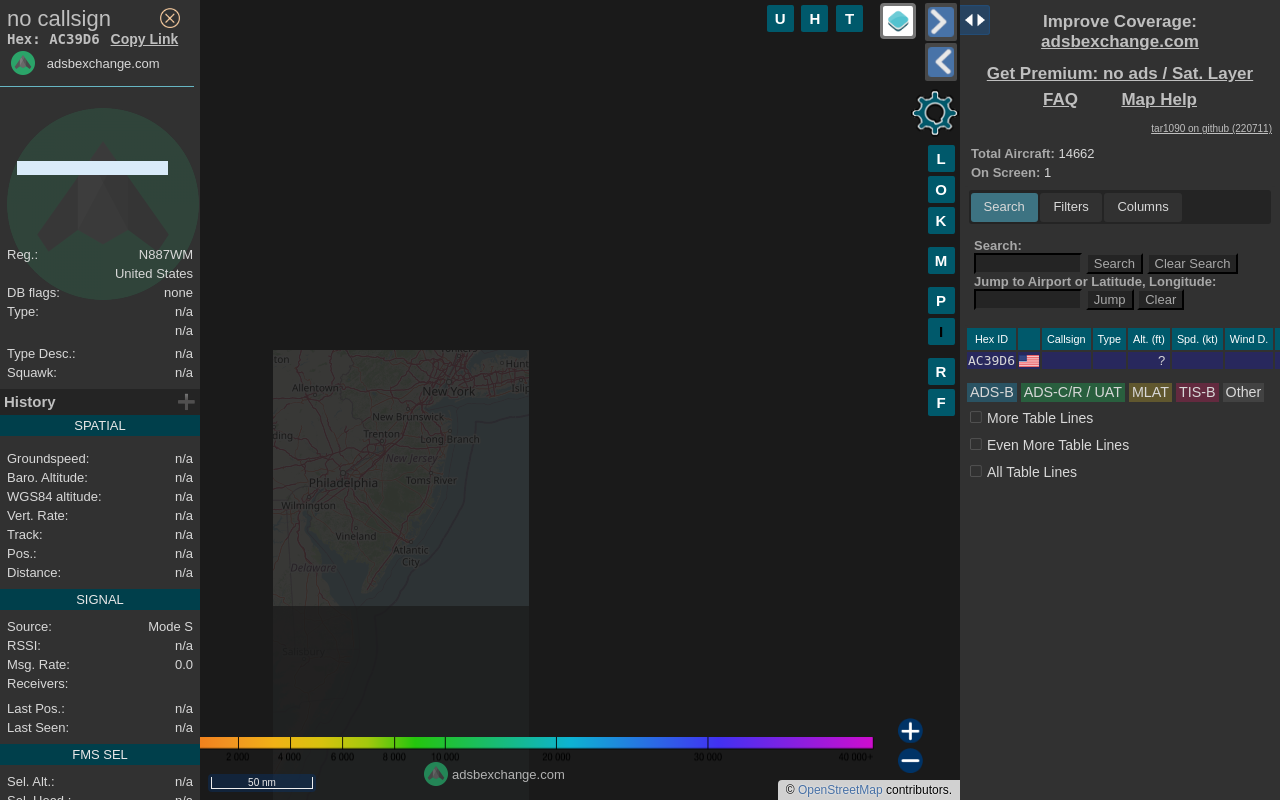 no callsign
Hex: AC39D6 Copy Link
adsbexchange.com
Reg.: N887WM
United States
DB flags: none
Type: n/a
n/a
Type Desc.: n/a
Squawk: n/a
History
SPATIAL
Groundspeed: n/a
Baro. Altitude: n/a
WGS84 altitude: n/a
Vert. Rate: n/a
Track: n/a
Pos.: n/a
Distance: n/a
SIGNAL
Source: Mode S
RSSI: n/a
Msg. Rate: 0.0
Receivers:
Last Pos.: n/a
Last Seen: n/a
FMS SEL
Sel. Alt.: n/a
U H T
L
O
K
M
P
I
R
F
Allentown
New York
New Brunswick
Trenton
Long Branch
New Jersey
Philadelphia
Toms River
Wilmington
Vineland
Atlantic
City
Delaware
2 000 4 000 6 000 8 000 10 000 20 000 30 000 40 000+
50 nm
adsbexchange.com
© OpenStreetMap contributors.
Improve Coverage:
adsbexchange.com
Get Premium: no ads / Sat. Layer
FAQ Map Help
tar1090 on github (220711)
Total Aircraft: 14662
On Screen: 1
Search Filters Columns
Search:
Search Clear Search
Jump to Airport or Latitude, Longitude:
Jump Clear
Hex ID Callsign Type Alt. (ft) Spd. (kt) Wind D.
AC39D6 ?
ADS-B ADS-C/R / UAT MLAT TIS-B Other
More Table Lines
Even More Table Lines
All Table Lines